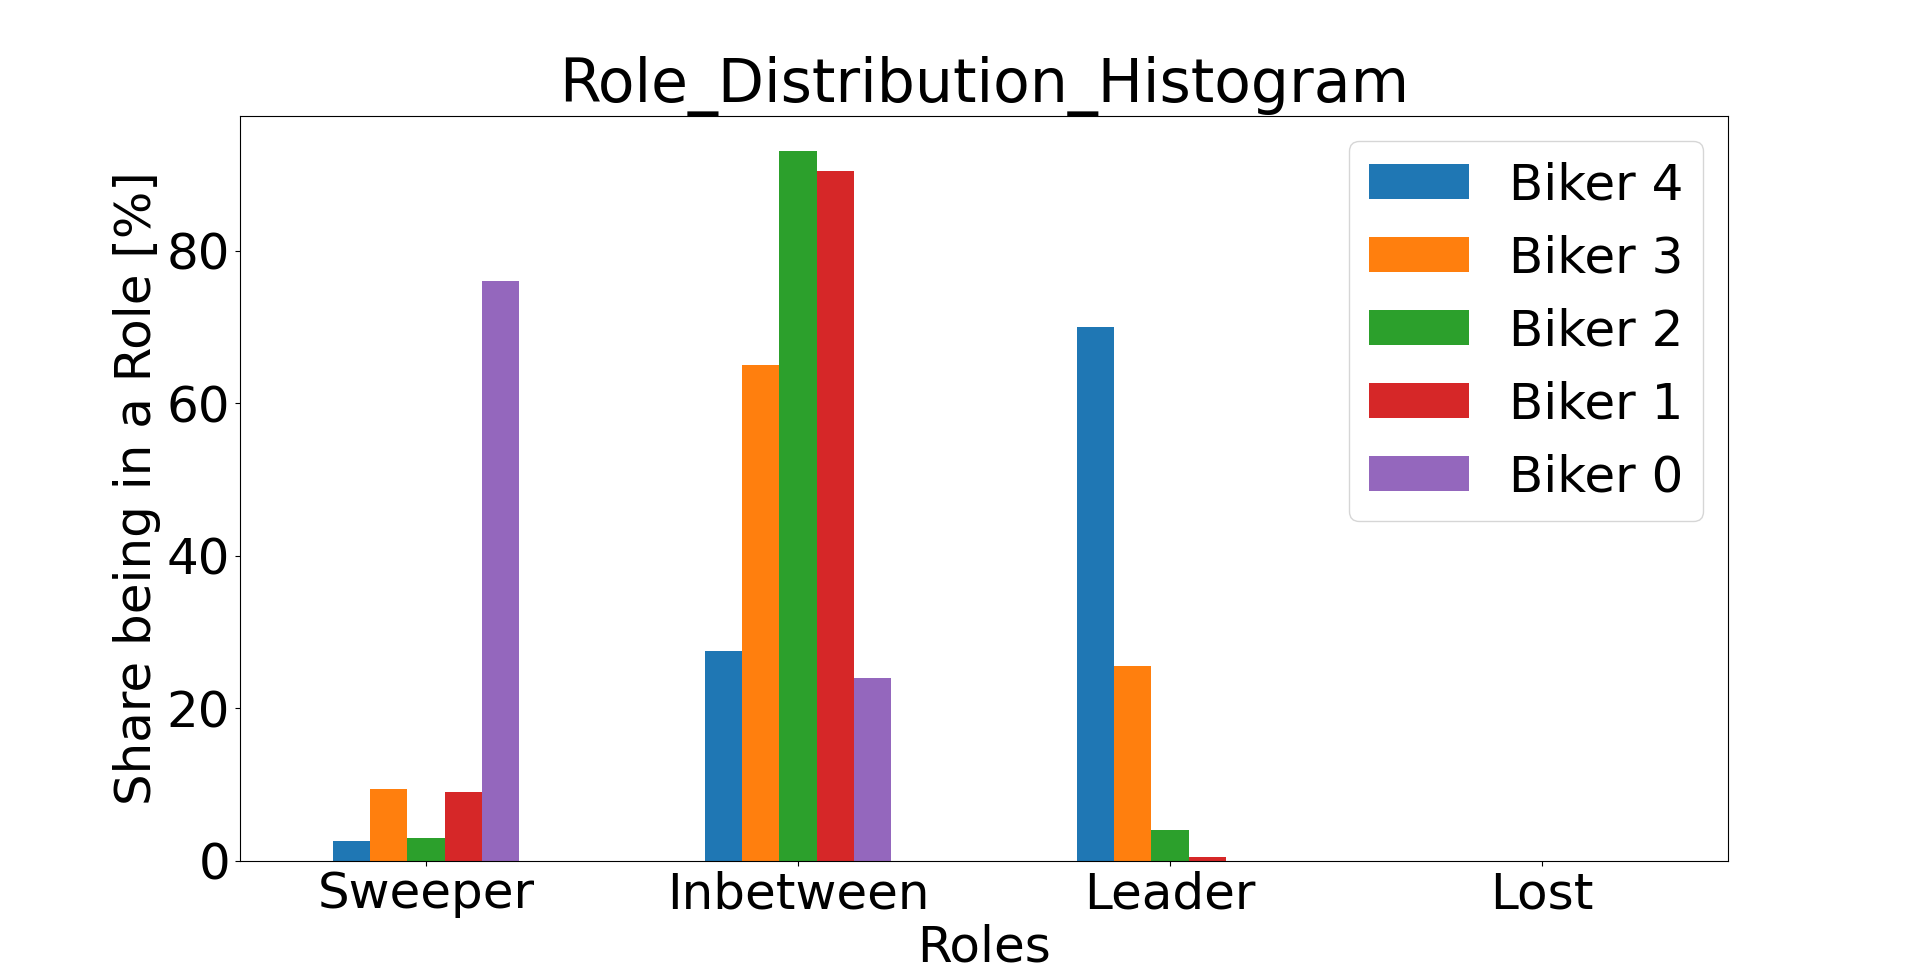 Role_Distribution_Histogram
Share being in a Role [%]
80
60
40
20
0
Sweeper
Inbetween
Leader
Lost
Roles
Biker 4
Biker 3
Biker 2
Biker 1
Biker 0